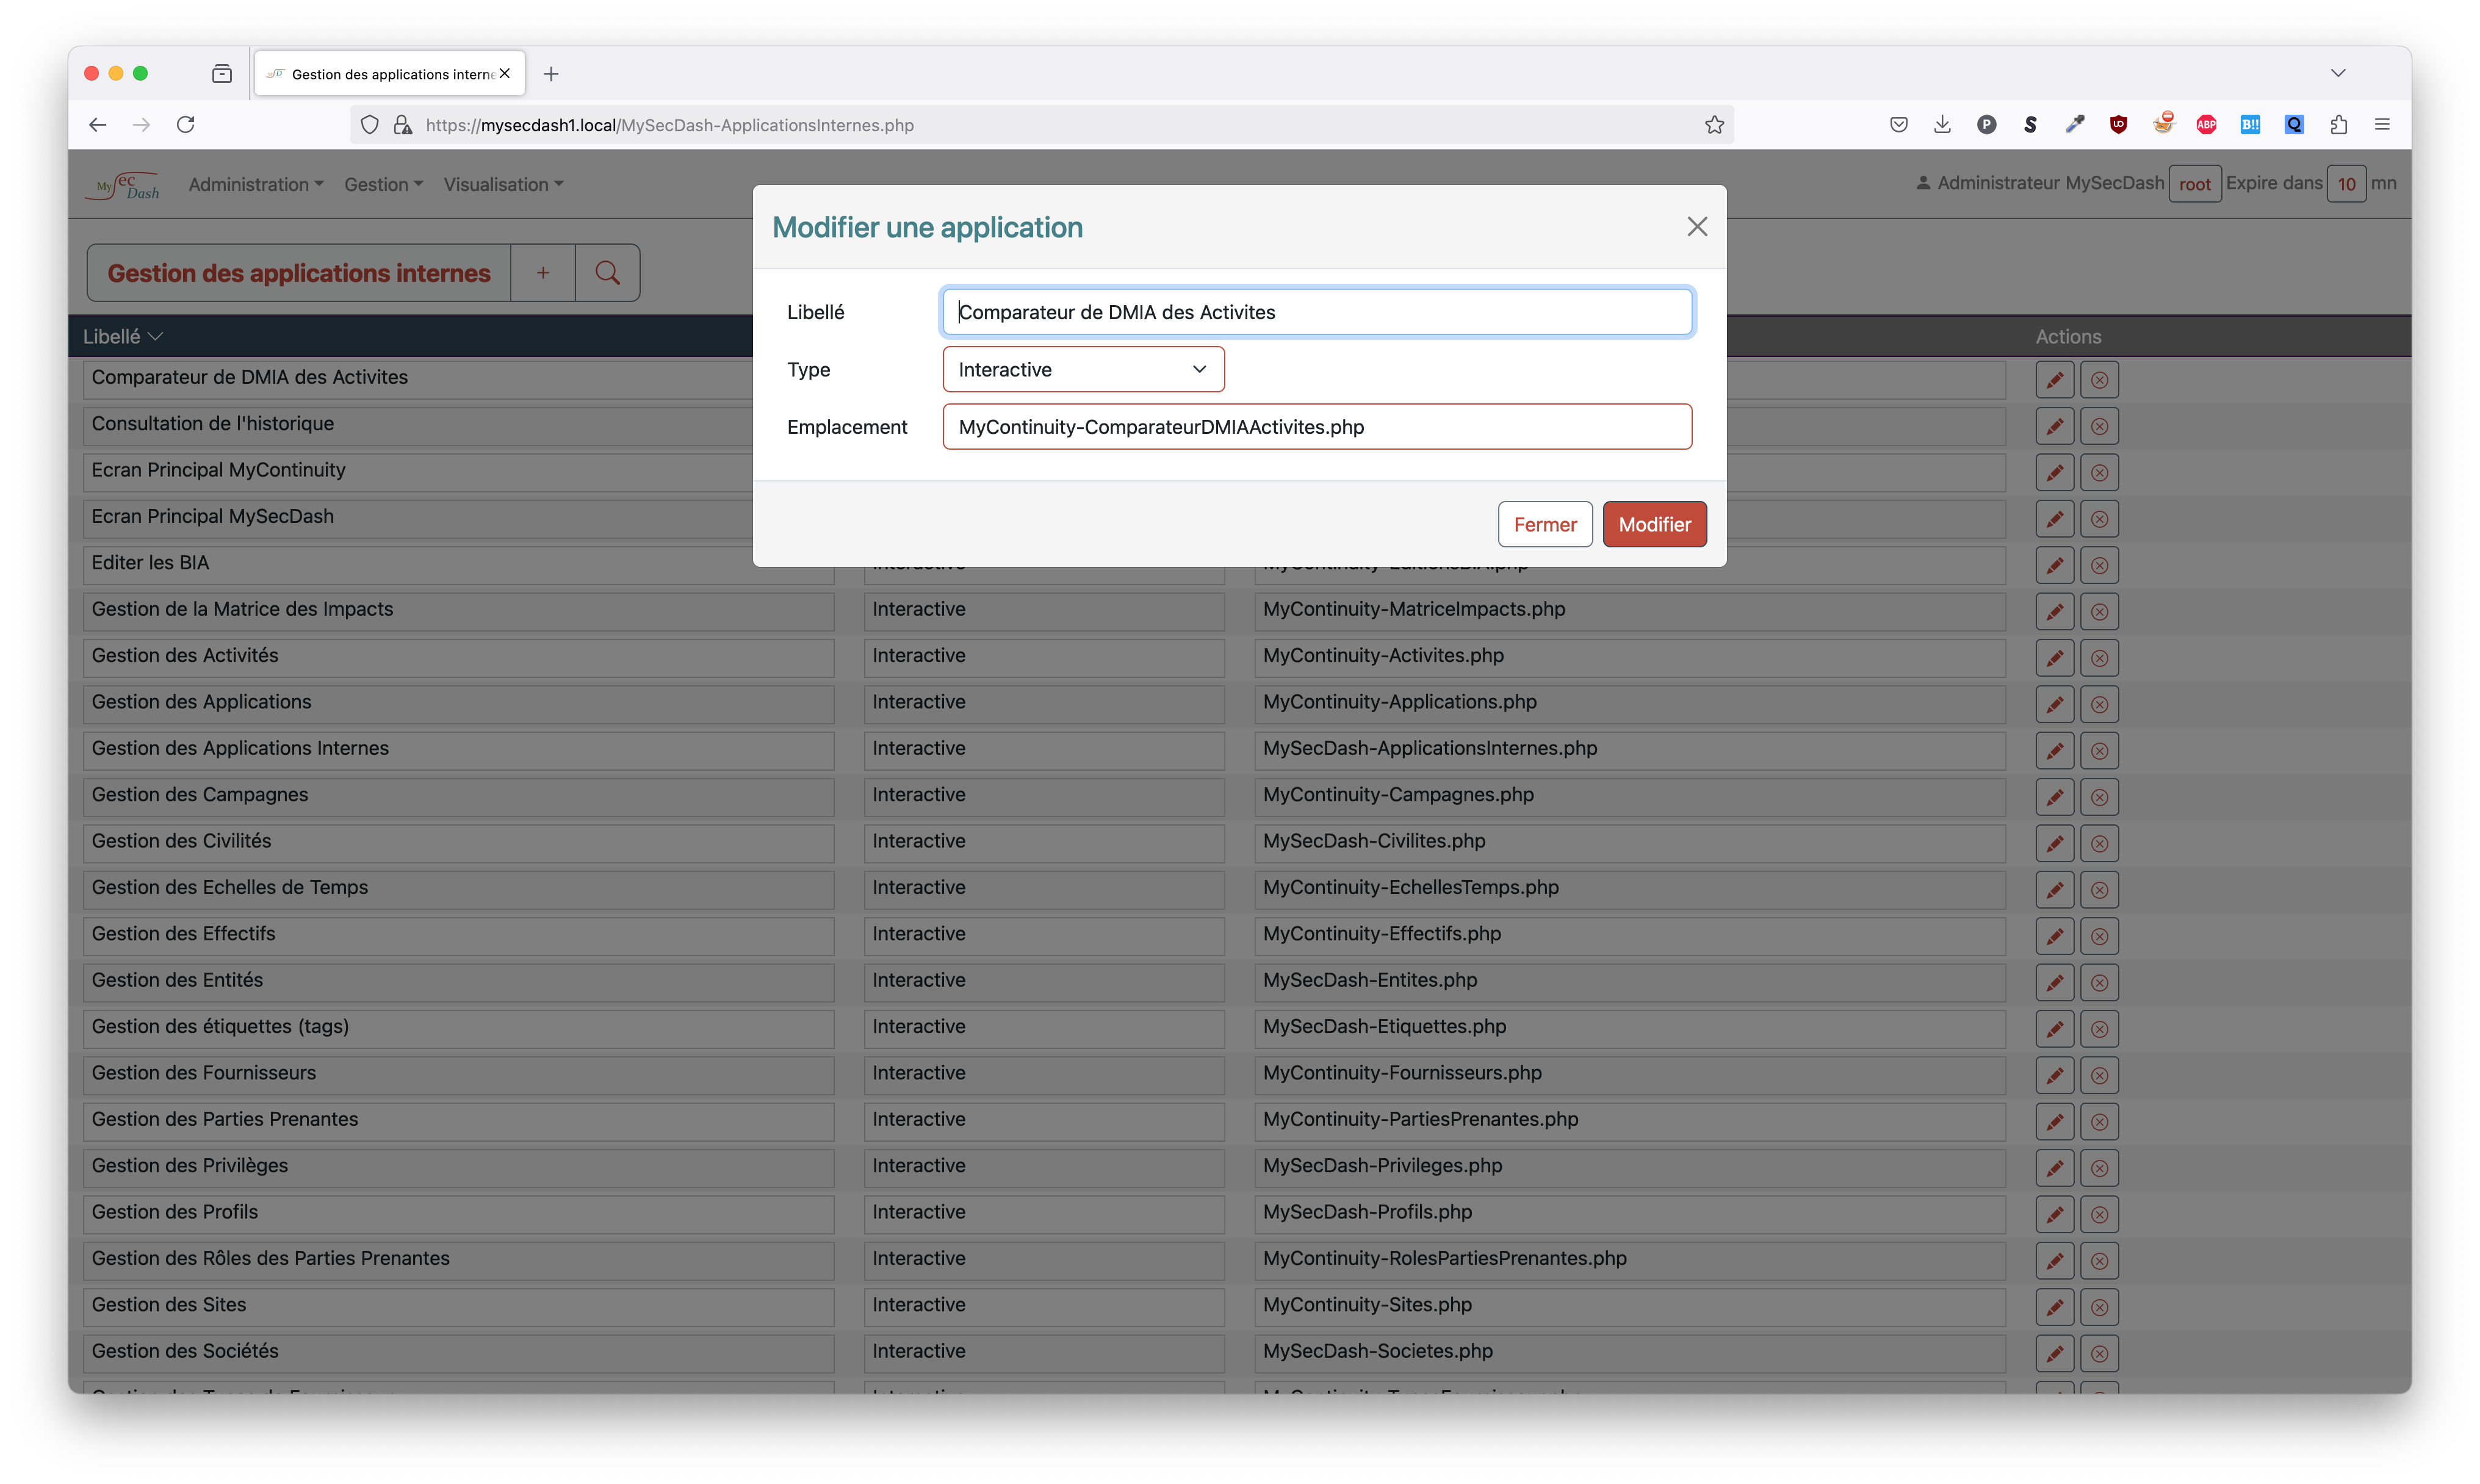 Gestion des applications interne
https://mysecdash1.local/MySecDash-ApplicationsInternes.php
MySecDash Administration Gestion Visualisation Administrateur MySecDash root Expire dans 10 mn
Modifier une application
Gestion des applications internes +
Libellé Comparateur de DMIA des Activites
Type Interactive
Emplacement MyContinuity-ComparateurDMIAActivites.php
Fermer Modifier
Libellé Actions
Comparateur de DMIA des Activites
Consultation de l'historique
Ecran Principal MyContinuity
Ecran Principal MySecDash
Editer les BIA Interactive MyContinuity-EditionsBIA.php
Gestion de la Matrice des Impacts Interactive MyContinuity-MatriceImpacts.php
Gestion des Activités Interactive MyContinuity-Activites.php
Gestion des Applications Interactive MyContinuity-Applications.php
Gestion des Applications Internes Interactive MySecDash-ApplicationsInternes.php
Gestion des Campagnes Interactive MyContinuity-Campagnes.php
Gestion des Civilités Interactive MySecDash-Civilites.php
Gestion des Echelles de Temps Interactive MyContinuity-EchellesTemps.php
Gestion des Effectifs Interactive MyContinuity-Effectifs.php
Gestion des Entités Interactive MySecDash-Entites.php
Gestion des étiquettes (tags) Interactive MySecDash-Etiquettes.php
Gestion des Fournisseurs Interactive MyContinuity-Fournisseurs.php
Gestion des Parties Prenantes Interactive MyContinuity-PartiesPrenantes.php
Gestion des Privilèges Interactive MySecDash-Privileges.php
Gestion des Profils Interactive MySecDash-Profils.php
Gestion des Rôles des Parties Prenantes Interactive MyContinuity-RolesPartiesPrenantes.php
Gestion des Sites Interactive MyContinuity-Sites.php
Gestion des Sociétés Interactive MySecDash-Societes.php